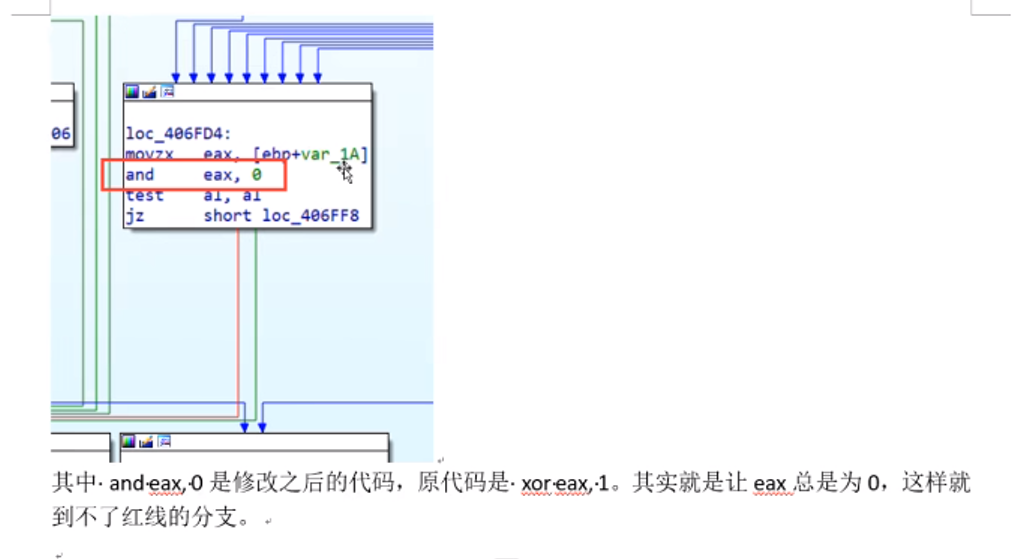 06
loc_406FD4:
movzx eax, [ebp+var_1A]
and eax, 0
test al, al
jz short loc_406FF8
其中· and·eax,·0 是修改之后的代码，原代码是· xor·eax,·1。其实就是让 eax 总是为 0，这样就
到不了红线的分支。